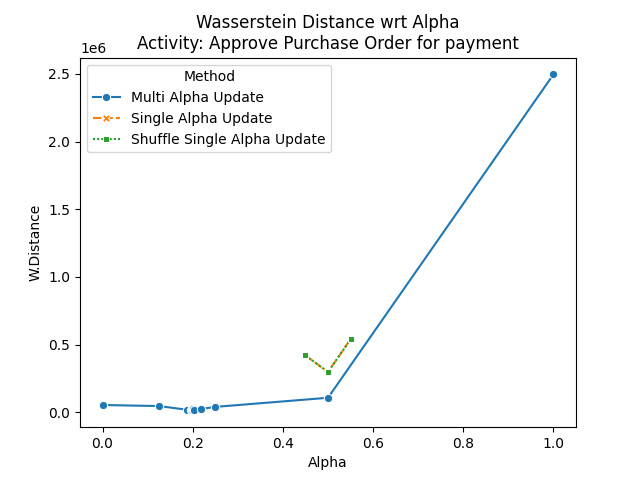 Wasserstein Distance wrt Alpha
Activity: Approve Purchase Order for payment
1e6
Method
Multi Alpha Update
Single Alpha Update
Shuffle Single Alpha Update
2.5
2.0
1.5
1.0
0.5
0.0
W.Distance
0.0 0.2 0.4 0.6 0.8 1.0
Alpha